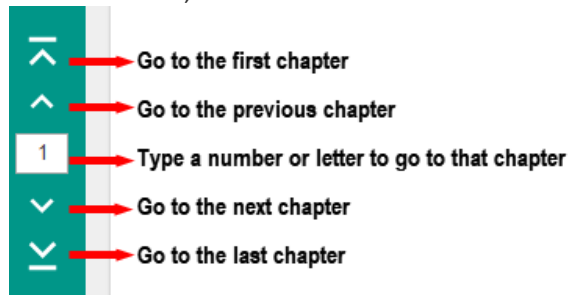 Go to the first chapter
Go to the previous chapter
1
Type a number or letter to go to that chapter
Go to the next chapter
Go to the last chapter